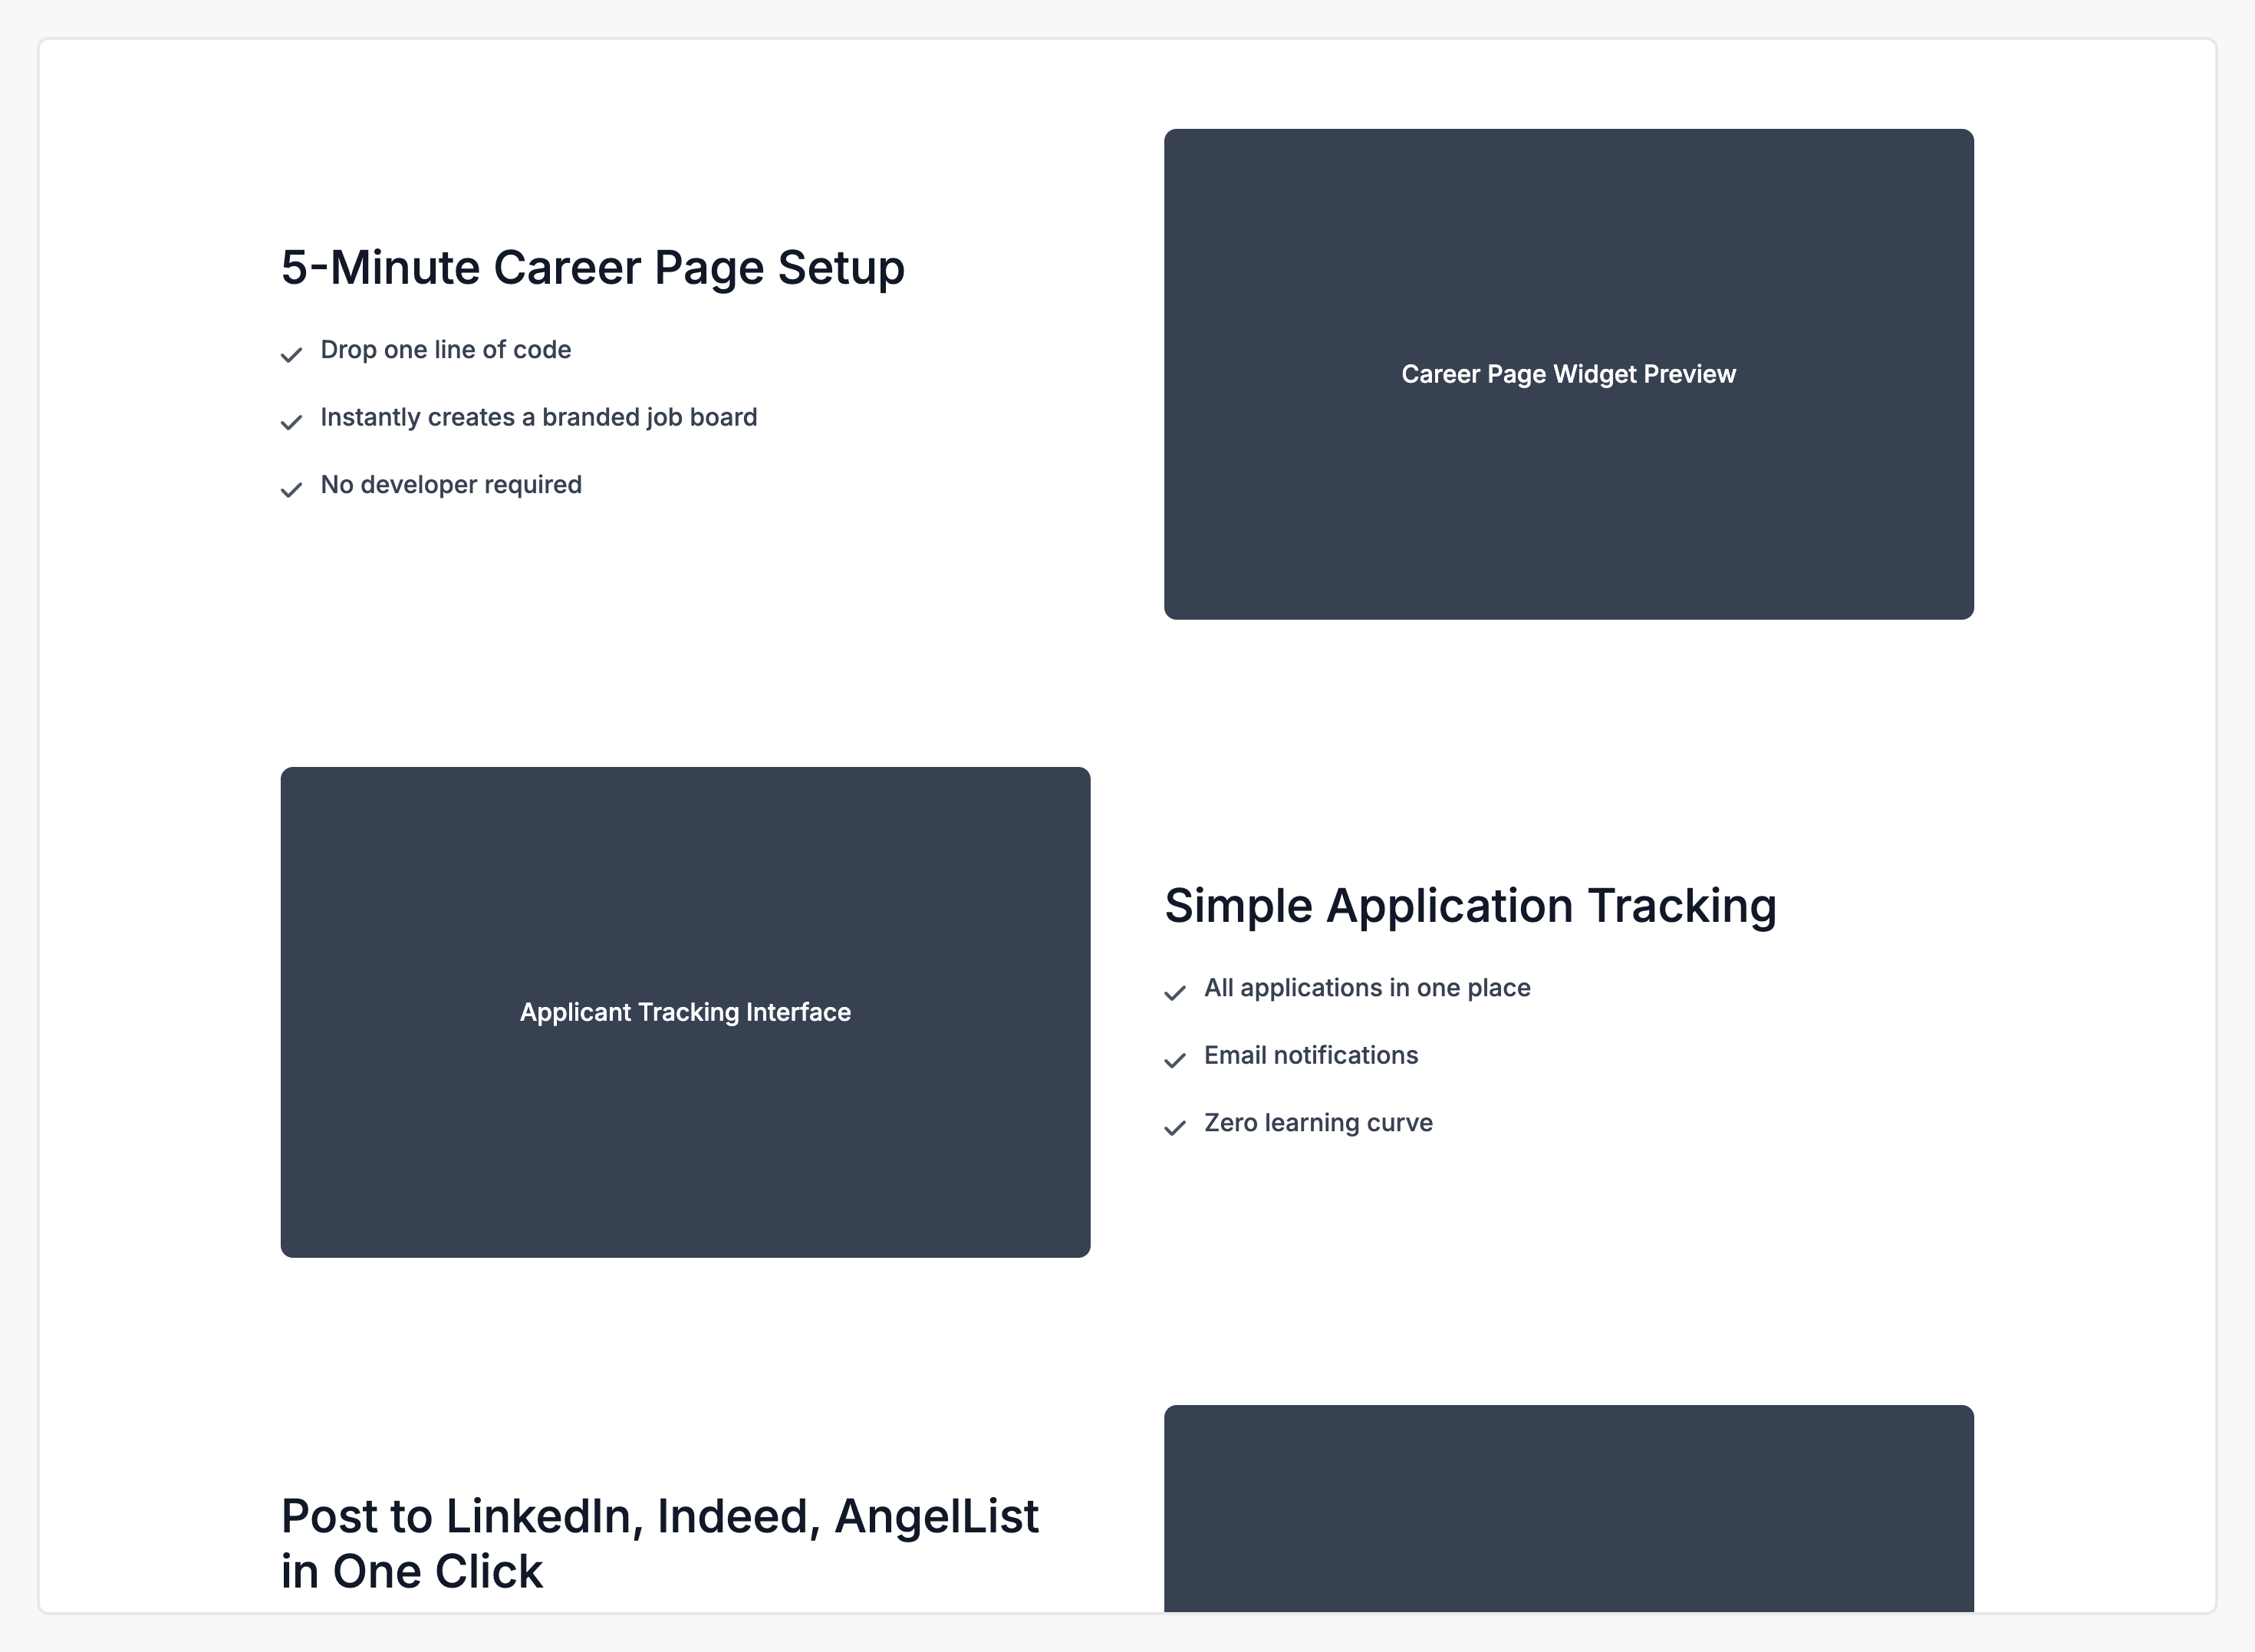 5-Minute Career Page Setup
Drop one line of code
Instantly creates a branded job board
No developer required
Career Page Widget Preview
Applicant Tracking Interface
Simple Application Tracking
All applications in one place
Email notifications
Zero learning curve
Post to LinkedIn, Indeed, AngelList
in One Click